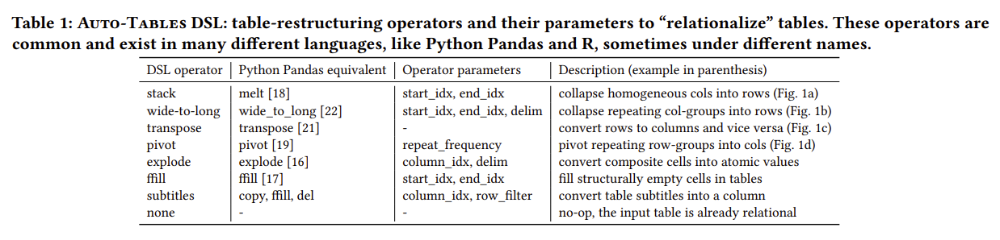 Table 1: Auto-Tables DSL: table-restructuring operators and their parameters to “relationalize” tables. These operators are
common and exist in many different languages, like Python Pandas and R, sometimes under different names.
DSL operator Python Pandas equivalent Operator parameters Description (example in parenthesis)
stack melt [18] start_idx, end_idx collapse homogeneous cols into rows (Fig. 1a)
wide-to-long wide_to_long [22] start_idx, end_idx, delim collapse repeating col-groups into rows (Fig. 1b)
transpose transpose [21] - convert rows to columns and vice versa (Fig. 1c)
pivot pivot [19] repeat_frequency pivot repeating row-groups into cols (Fig. 1d)
explode explode [16] column_idx, delim convert composite cells into atomic values
ffill ffill [17] start_idx, end_idx fill structurally empty cells in tables
subtitles copy, ffill, del column_idx, row_filter convert table subtitles into a column
none - - no-op, the input table is already relational